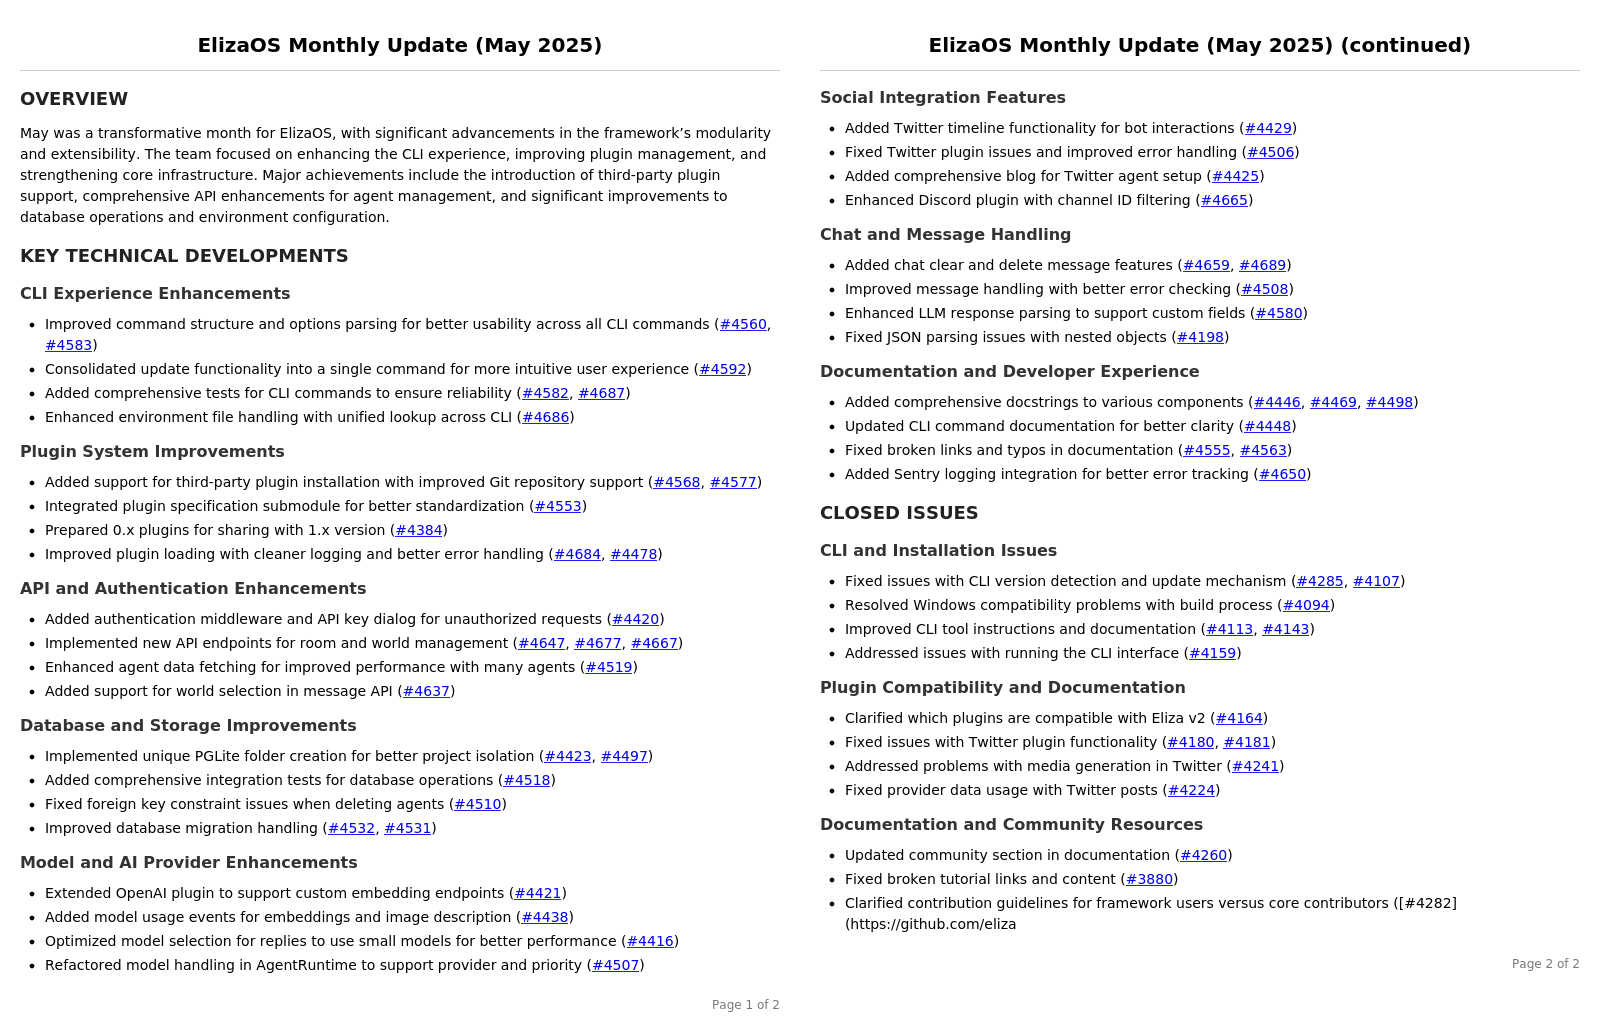 ElizaOS Monthly Update (May 2025)
OVERVIEW
May was a transformative month for ElizaOS, with significant advancements in the framework’s modularity
and extensibility. The team focused on enhancing the CLI experience, improving plugin management, and
strengthening core infrastructure. Major achievements include the introduction of third-party plugin
support, comprehensive API enhancements for agent management, and significant improvements to
database operations and environment configuration.
KEY TECHNICAL DEVELOPMENTS
CLI Experience Enhancements
• Improved command structure and options parsing for better usability across all CLI commands (#4560,
#4583)
• Consolidated update functionality into a single command for more intuitive user experience (#4592)
• Added comprehensive tests for CLI commands to ensure reliability (#4582, #4687)
• Enhanced environment file handling with unified lookup across CLI (#4686)
Plugin System Improvements
• Added support for third-party plugin installation with improved Git repository support (#4568, #4577)
• Integrated plugin specification submodule for better standardization (#4553)
• Prepared 0.x plugins for sharing with 1.x version (#4384)
• Improved plugin loading with cleaner logging and better error handling (#4684, #4478)
API and Authentication Enhancements
• Added authentication middleware and API key dialog for unauthorized requests (#4420)
• Implemented new API endpoints for room and world management (#4647, #4677, #4667)
• Enhanced agent data fetching for improved performance with many agents (#4519)
• Added support for world selection in message API (#4637)
Database and Storage Improvements
• Implemented unique PGLite folder creation for better project isolation (#4423, #4497)
• Added comprehensive integration tests for database operations (#4518)
• Fixed foreign key constraint issues when deleting agents (#4510)
• Improved database migration handling (#4532, #4531)
Model and AI Provider Enhancements
• Extended OpenAI plugin to support custom embedding endpoints (#4421)
• Added model usage events for embeddings and image description (#4438)
• Optimized model selection for replies to use small models for better performance (#4416)
• Refactored model handling in AgentRuntime to support provider and priority (#4507)
Page 1 of 2
ElizaOS Monthly Update (May 2025) (continued)
Social Integration Features
• Added Twitter timeline functionality for bot interactions (#4429)
• Fixed Twitter plugin issues and improved error handling (#4506)
• Added comprehensive blog for Twitter agent setup (#4425)
• Enhanced Discord plugin with channel ID filtering (#4665)
Chat and Message Handling
• Added chat clear and delete message features (#4659, #4689)
• Improved message handling with better error checking (#4508)
• Enhanced LLM response parsing to support custom fields (#4580)
• Fixed JSON parsing issues with nested objects (#4198)
Documentation and Developer Experience
• Added comprehensive docstrings to various components (#4446, #4469, #4498)
• Updated CLI command documentation for better clarity (#4448)
• Fixed broken links and typos in documentation (#4555, #4563)
• Added Sentry logging integration for better error tracking (#4650)
CLOSED ISSUES
CLI and Installation Issues
• Fixed issues with CLI version detection and update mechanism (#4285, #4107)
• Resolved Windows compatibility problems with build process (#4094)
• Improved CLI tool instructions and documentation (#4113, #4143)
• Addressed issues with running the CLI interface (#4159)
Plugin Compatibility and Documentation
• Clarified which plugins are compatible with Eliza v2 (#4164)
• Fixed issues with Twitter plugin functionality (#4180, #4181)
• Addressed problems with media generation in Twitter (#4241)
• Fixed provider data usage with Twitter posts (#4224)
Documentation and Community Resources
• Updated community section in documentation (#4260)
• Fixed broken tutorial links and content (#3880)
• Clarified contribution guidelines for framework users versus core contributors ([#4282]
(https://github.com/eliza
Page 2 of 2